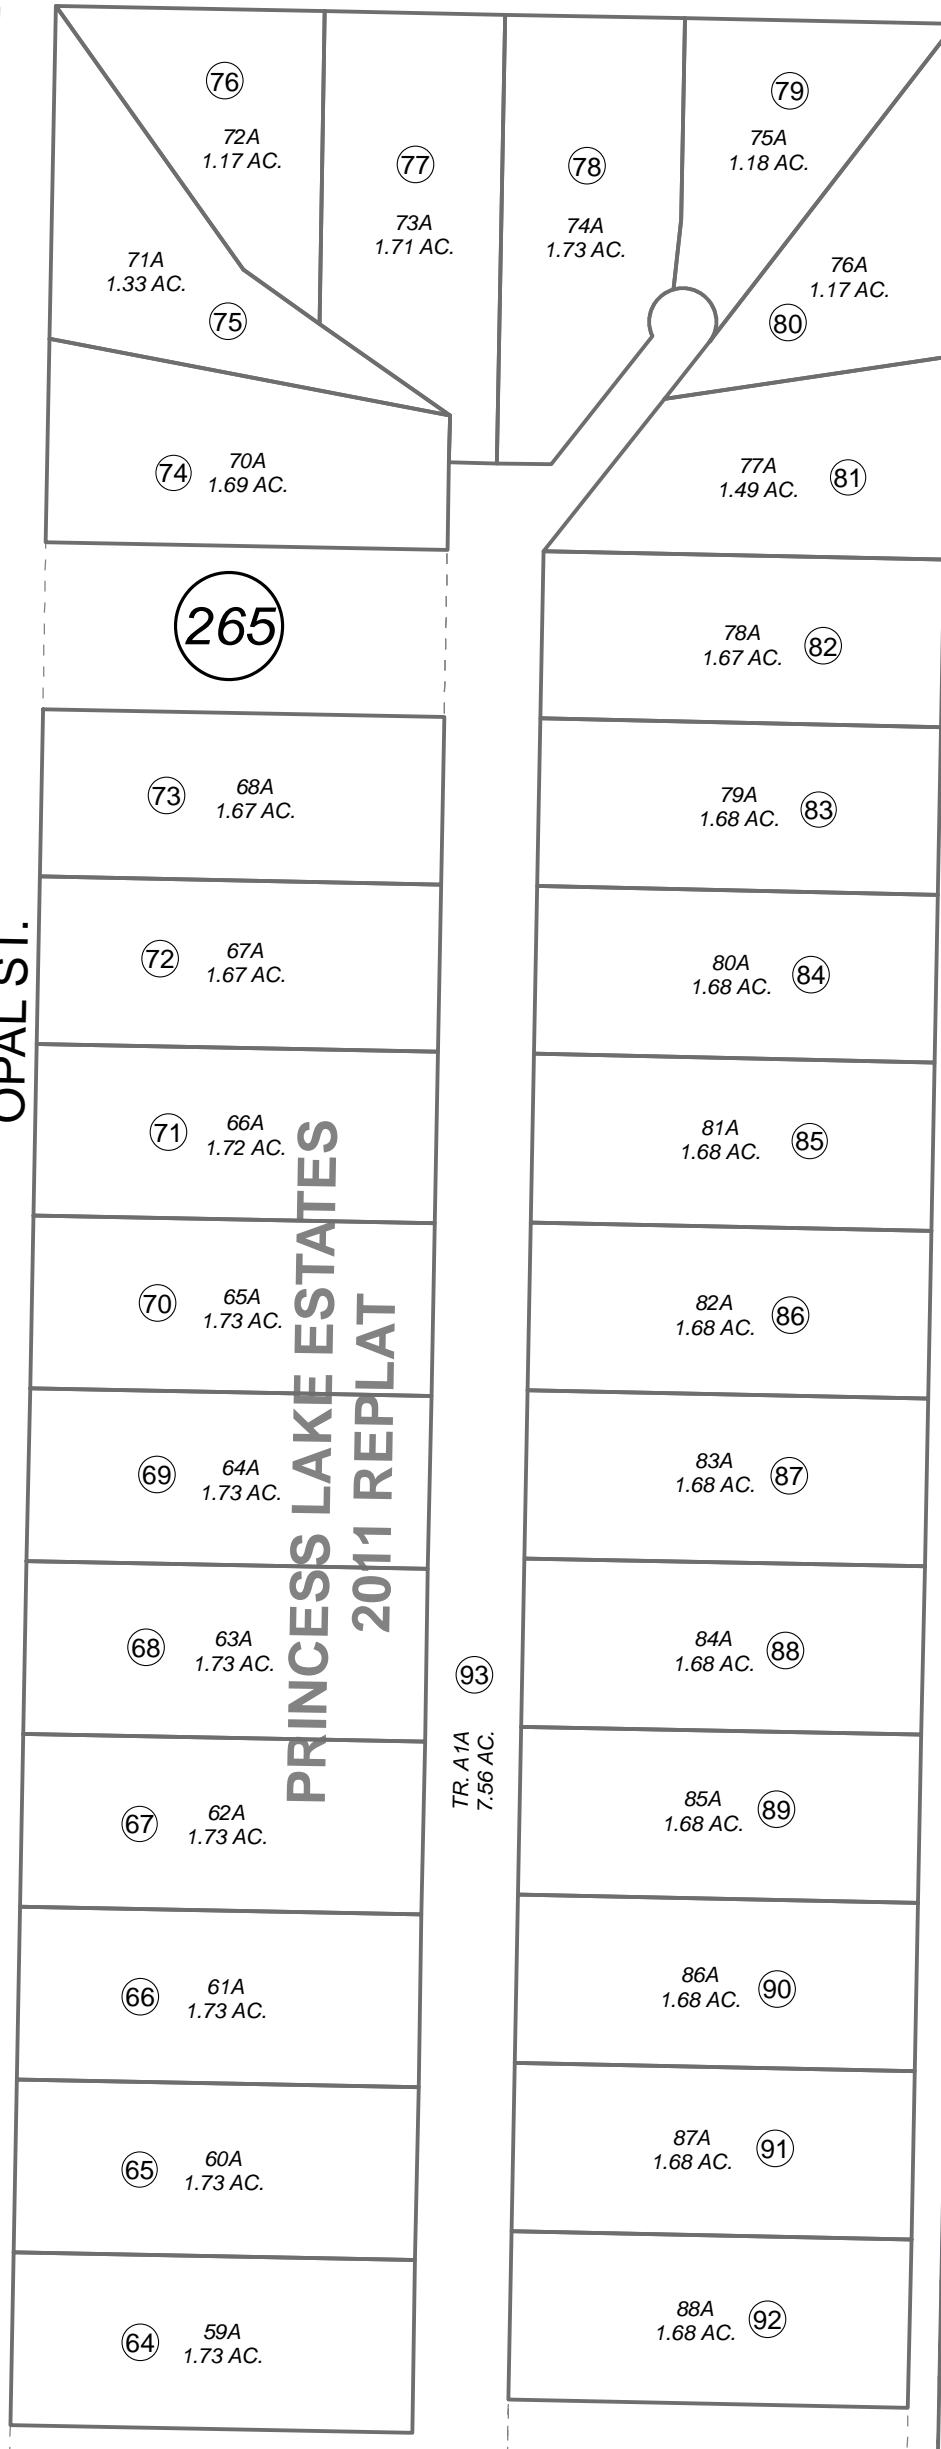 76
72A
1.17 AC.
77
73A
1.71 AC.
78
74A
1.73 AC.
79
75A
1.18 AC.
71A
1.33 AC.
75
76A
1.17 AC.
80
74
70A
1.69 AC.
77A
1.49 AC.
81
265
78A
1.67 AC.
82
73
68A
1.67 AC.
79A
1.68 AC.
83
OPAL ST.
72
67A
1.67 AC.
80A
1.68 AC.
84
71
66A
1.72 AC.
81A
1.68 AC.
85
PRINCESS LAKE ESTATES
2011 REPLAT
70
65A
1.73 AC.
82A
1.68 AC.
86
69
64A
1.73 AC.
83A
1.68 AC.
87
68
63A
1.73 AC.
93
TR. A1A
7.56 AC.
84A
1.68 AC.
88
67
62A
1.73 AC.
85A
1.68 AC.
89
66
61A
1.73 AC.
86A
1.68 AC.
90
65
60A
1.73 AC.
87A
1.68 AC.
91
64
59A
1.73 AC.
88A
1.68 AC.
92